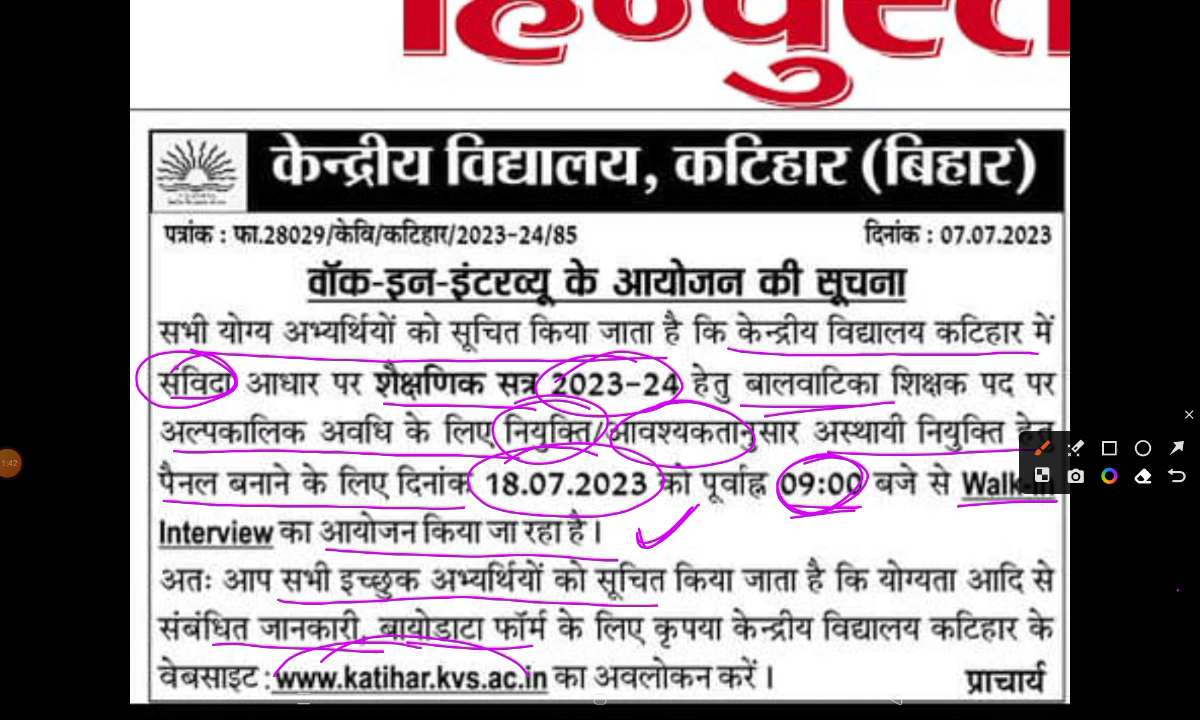 केन्द्रीय विद्यालय, कटिहार (बिहार)
पत्रांक : फा.28029/केवि/कटिहार/2023-24/85 दिनांक : 07.07.2023
वॉक-इन-इंटरव्यू के आयोजन की सूचना
सभी योग्य अभ्यर्थियों को सूचित किया जाता है कि केन्द्रीय विद्यालय कटिहार में
संविदा आधार पर शैक्षणिक सत्र 2023-24 हेतु बालवाटिका शिक्षक पद पर
अल्पकालिक अवधि के लिए नियुक्ति/आवश्यकतानुसार अस्थायी नियुक्ति हेतु
पैनल बनाने के लिए दिनांक 18.07.2023 को पूर्वाह्न 09:00 बजे से Walk-in
Interview का आयोजन किया जा रहा है।
अतः आप सभी इच्छुक अभ्यर्थियों को सूचित किया जाता है कि योग्यता आदि से
संबंधित जानकारी, बायोडाटा फॉर्म के लिए कृपया केन्द्रीय विद्यालय कटिहार के
वेबसाइट : www.katihar.kvs.ac.in का अवलोकन करें। प्राचार्य
1:42